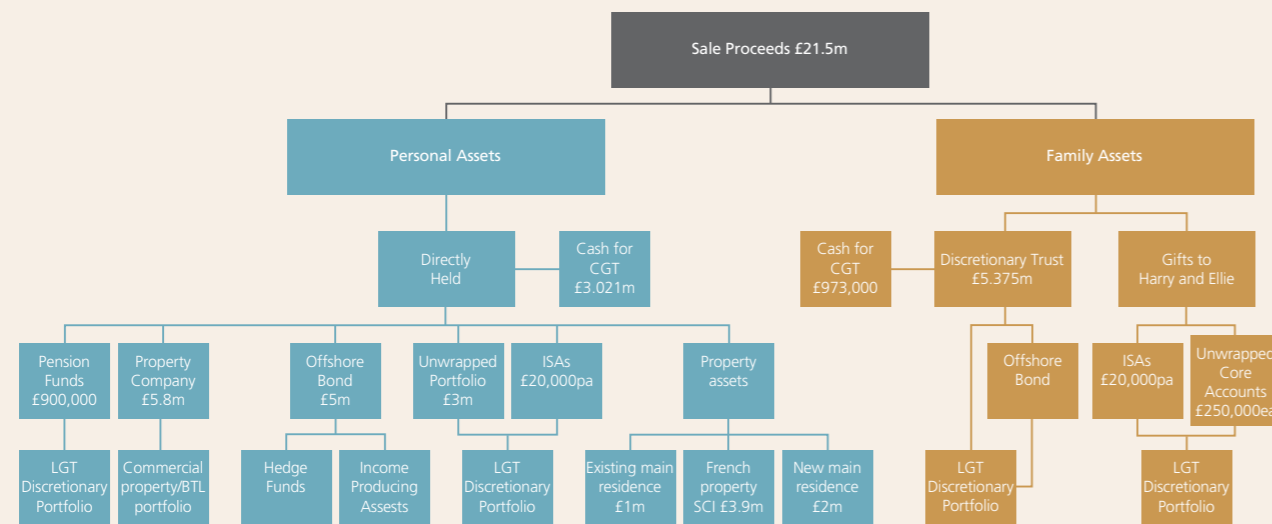 Sale Proceeds £21.5m
Personal Assets
Family Assets
Directly
Held
Cash for
CGT
£3.021m
Cash for
CGT
£973,000
Discretionary Trust
£5.375m
Gifts to
Harry and Ellie
Pension
Funds
£900,000
Property
Company
£5.8m
Offshore
Bond
£5m
Unwrapped
Portfolio
£3m
ISAs
£20,000pa
Property
assets
Offshore
Bond
ISAs
£20,000pa
Unwrapped
Core
Accounts
£250,000ea
LGT
Discretionary
Portfolio
Commercial
property/BTL
portfolio
Hedge
Funds
Income
Producing
Assests
LGT
Discretionary
Portfolio
Existing main
residence
£1m
French
property
SCI £3.9m
New main
residence
£2m
LGT
Discretionary
Portfolio
LGT
Discretionary
Portfolio